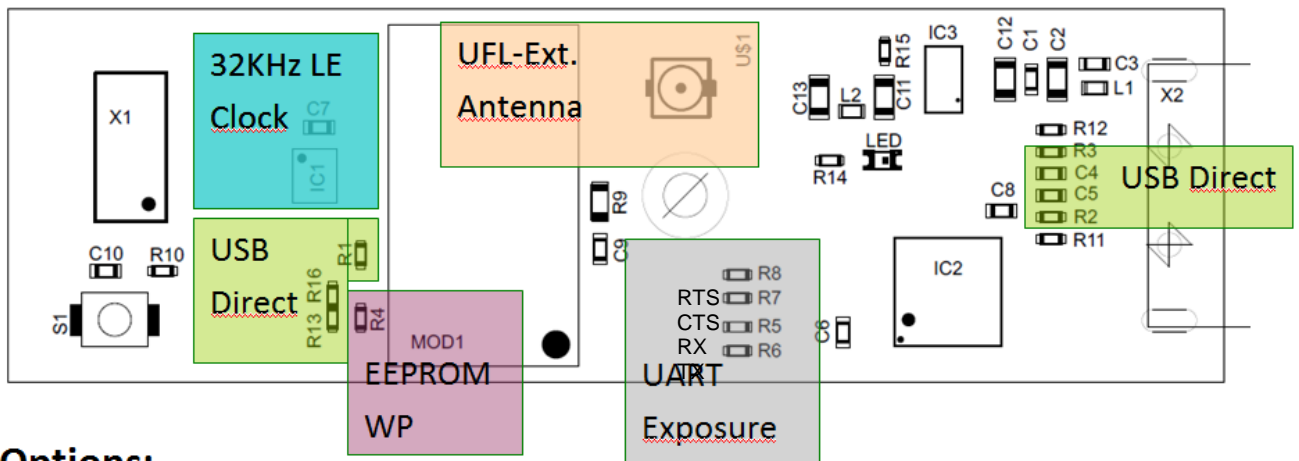 32KHz LE
Clock
C7
IC1
X1
UFL-Ext.
Antenna
U$1
R15
IC3
C12
C1
C2
C3
L1
X2
C13
L2
C11
LED
R14
R12
R3
C4
C5
R2
R11
USB Direct
C8
R9
C9
IC2
C10
R10
S1
USB
Direct
R1
R16
R13
R4
MOD1
EEPROM
WP
R8
RTS R7
CTS R5
RX R6
TX
C6
UART
Exposure
Options: